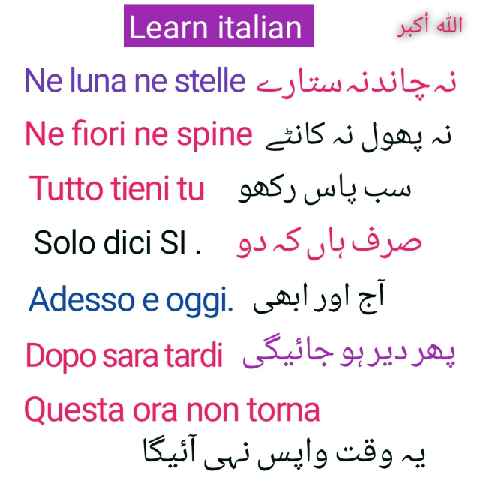 Learn italian
الله أكبر
Ne luna ne stelle نہ چاند نہ ستارے
Ne fiori ne spine نہ پھول نہ کانٹے
Tutto tieni tu سب پاس رکھو
Solo dici SI . صرف ہاں کہ دو
Adesso e oggi. آج اور ابھی
Dopo sara tardi پھر دیر ہو جائیگی
Questa ora non torna
یہ وقت واپس نہی آئیگا